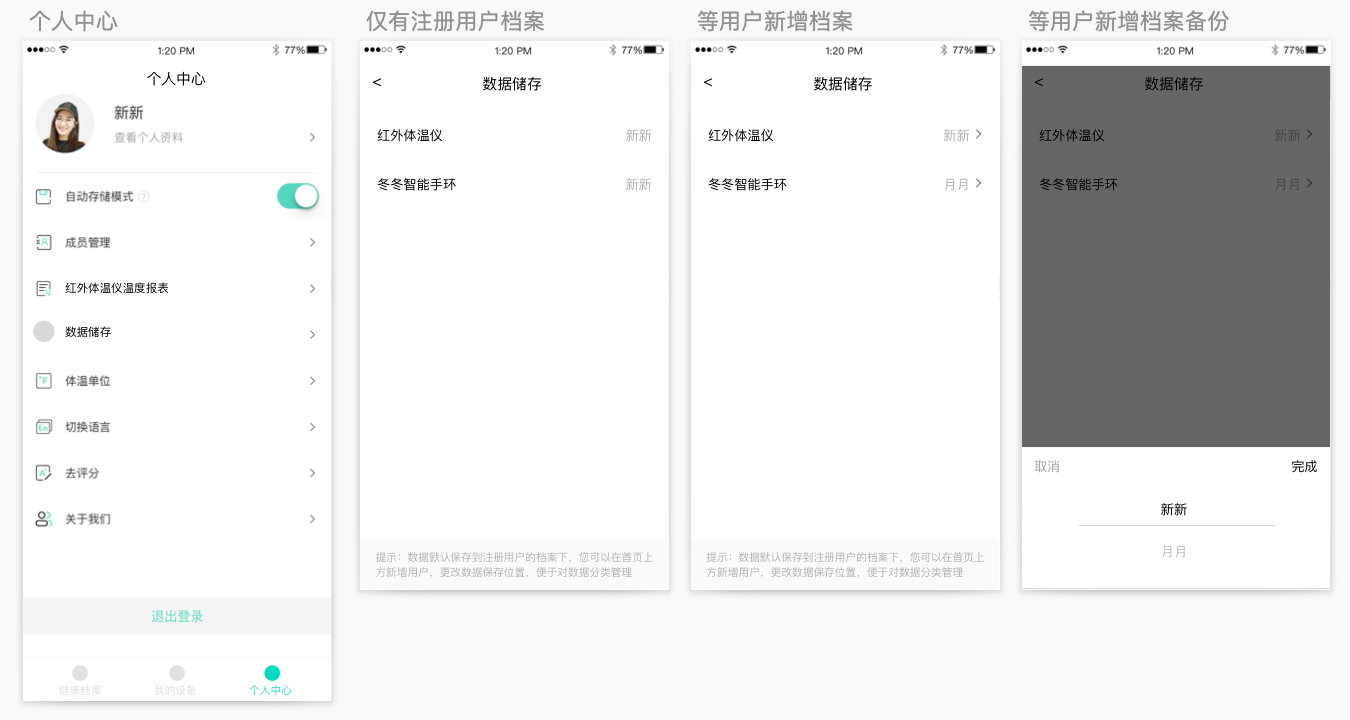 个人中心
1:20 PM
77%
个人中心
新新
查看个人资料
自动存储模式 ?
成员管理
红外体温仪温度报表
数据储存
°F
体温单位
En
切换语言
A
去评分
关于我们
退出登录
健康档案
我的设备
个人中心
仅有注册用户档案
1:20 PM
77%
<
数据储存
红外体温仪
新新
冬冬智能手环
新新
提示：数据默认保存到注册用户的档案下，您可以在首页上
方新增用户，更改数据保存位置，便于对数据分类管理
等用户新增档案
1:20 PM
77%
<
数据储存
红外体温仪
新新 >
冬冬智能手环
月月 >
提示：数据默认保存到注册用户的档案下，您可以在首页上
方新增用户，更改数据保存位置，便于对数据分类管理
等用户新增档案备份
1:20 PM
77%
<
数据储存
红外体温仪
新新 >
冬冬智能手环
月月 >
取消
完成
新新
月月